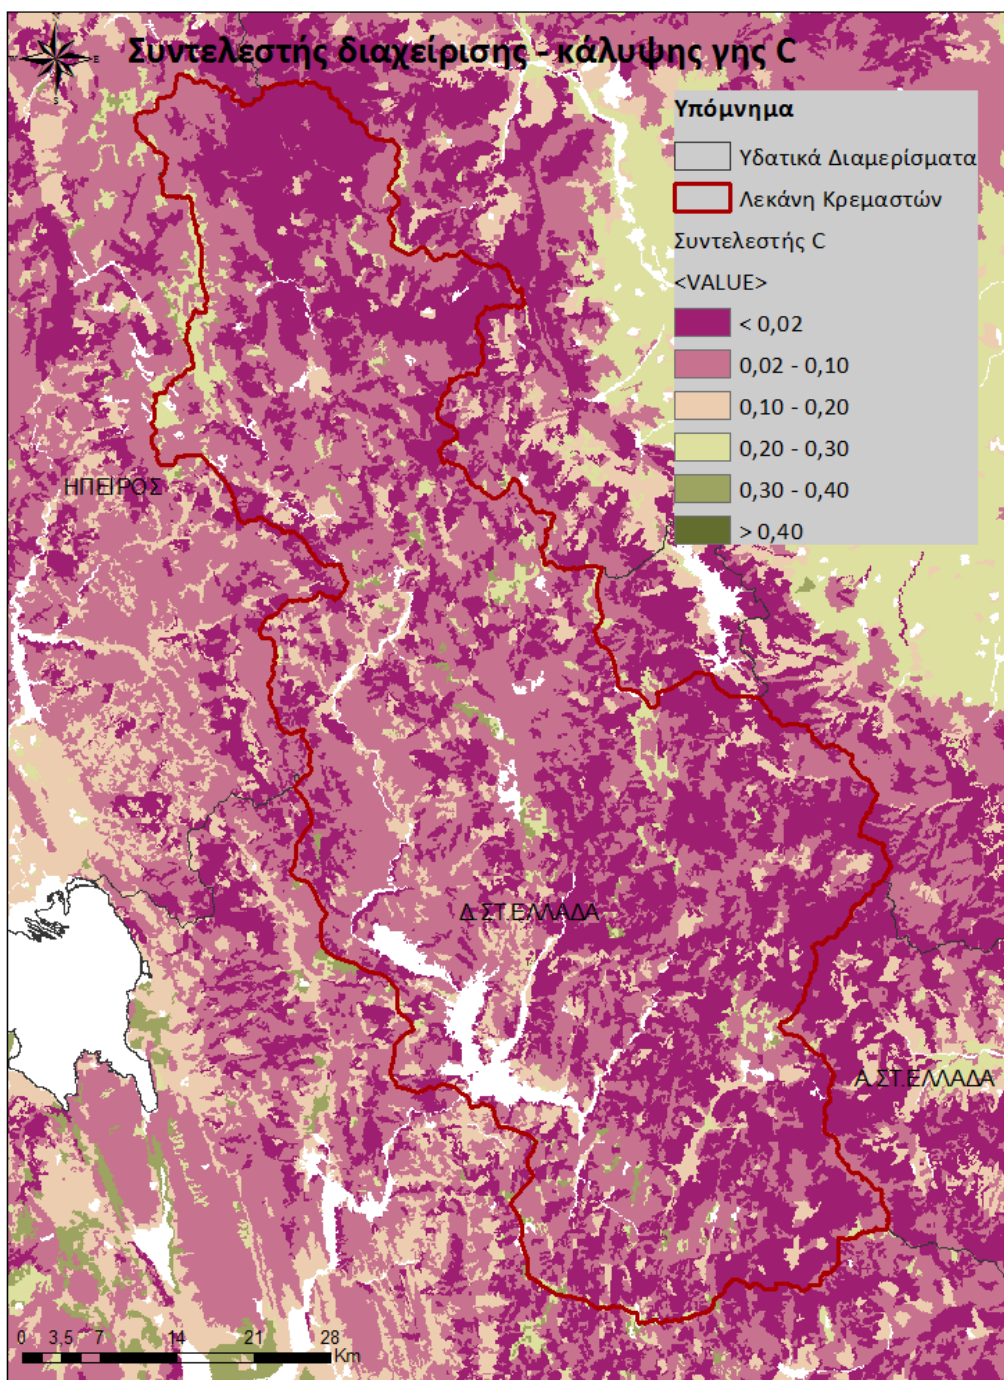 Συντελεστής διαχείρισης - κάλυψης γης C
W
E
S
Υπόμνημα
Υδατικά Διαμερίσματα
Λεκάνη Κρεμαστών
Συντελεστής C
<VALUE>
< 0,02
0,02 - 0,10
0,10 - 0,20
0,20 - 0,30
0,30 - 0,40
> 0,40
ΗΠΕΙΡΟΣ
Δ.ΣΤ.ΕΛΛΑΔΑ
Α.ΣΤ.ΕΛΛΑΔΑ
0 3,5 7 14 21 28
Km